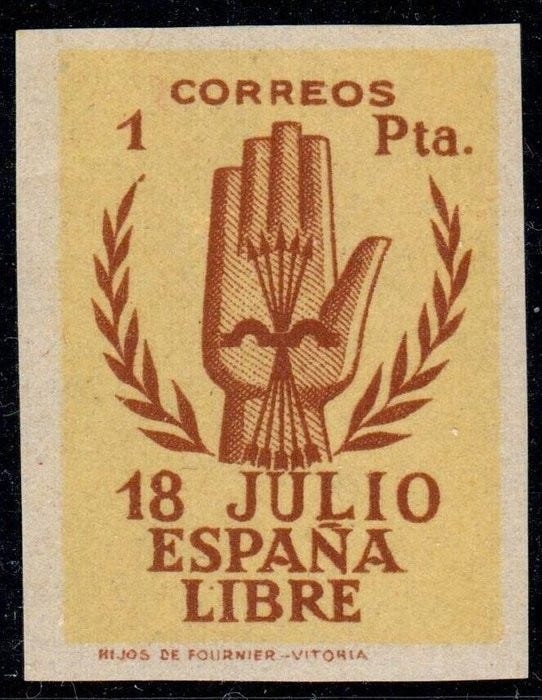 CORREOS
1 Pta.
18 JULIO
ESPAÑA
LIBRE
HIJOS DE FOURNIER.-VITORIA